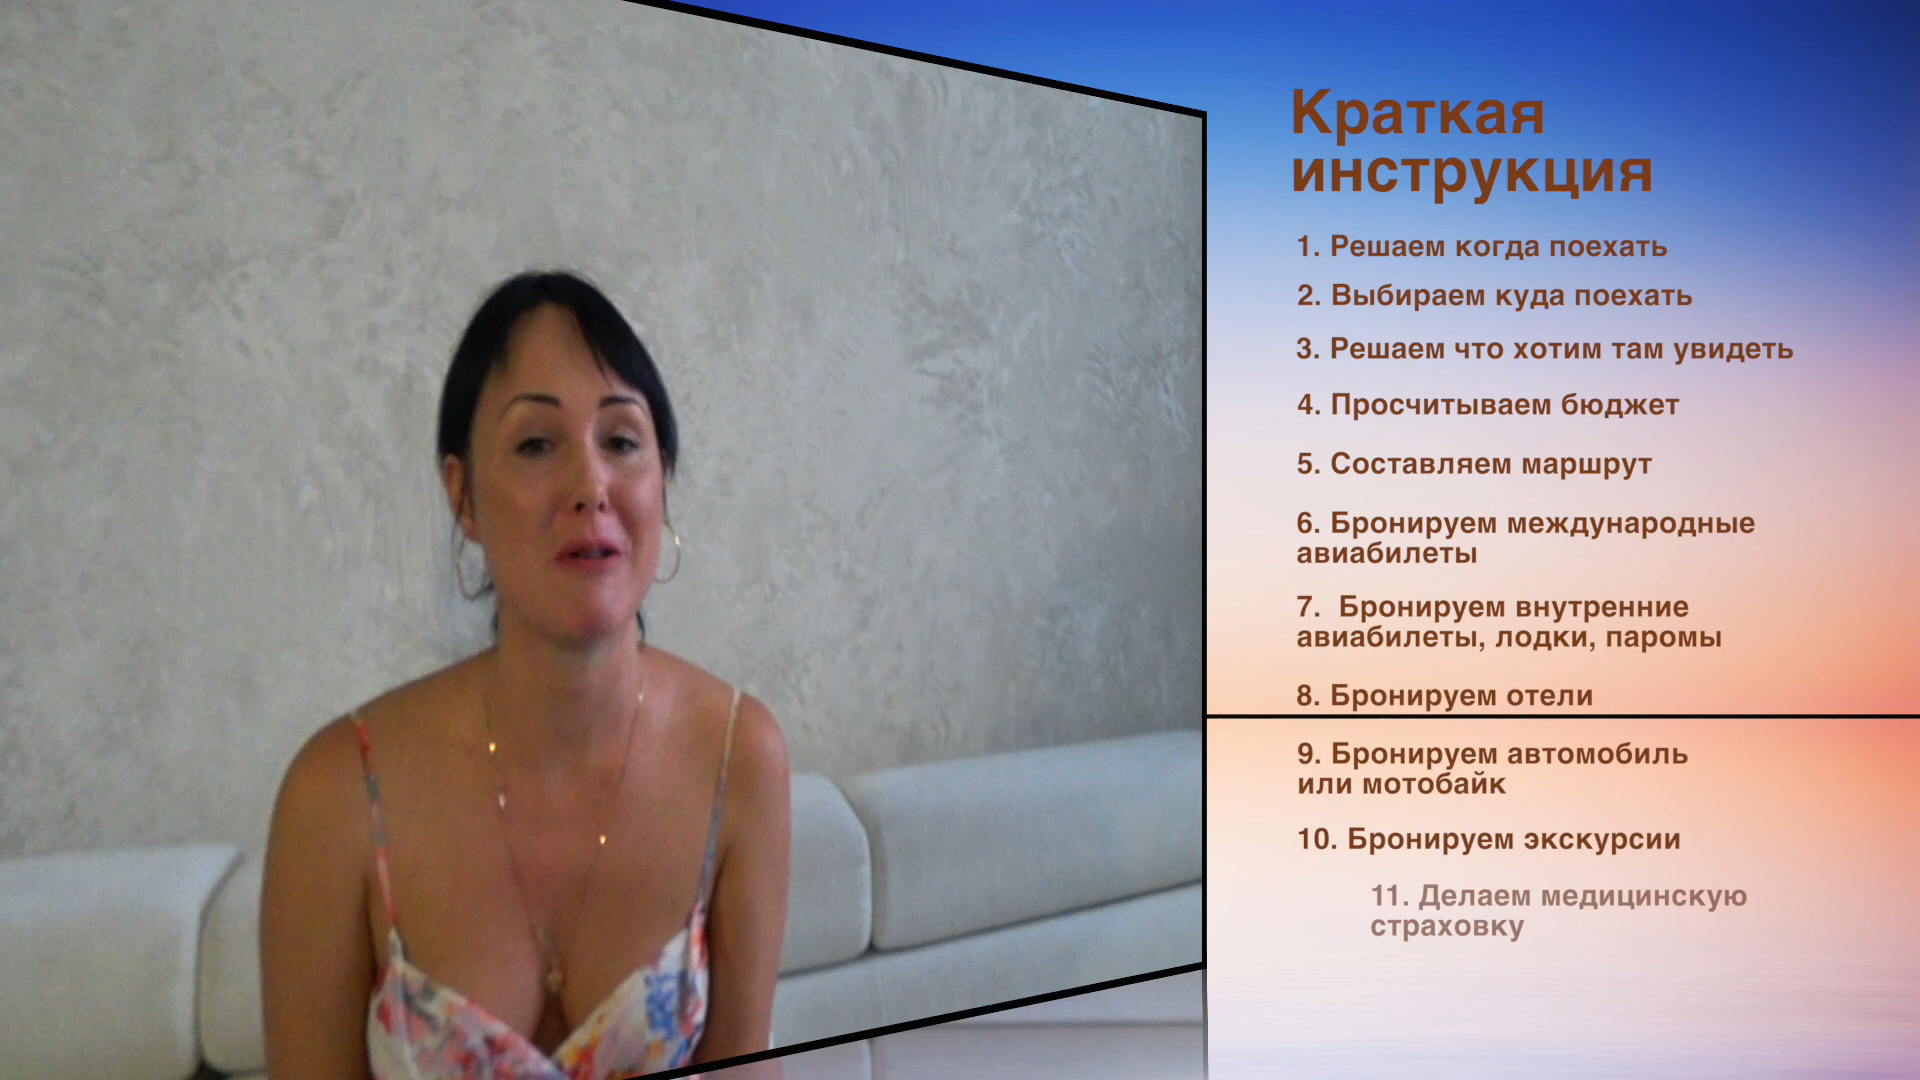 Краткая
инструкция
1. Решаем когда поехать
2. Выбираем куда поехать
3. Решаем что хотим там увидеть
4. Просчитываем бюджет
5. Составляем маршрут
6. Бронируем международные
авиабилеты
7. Бронируем внутренние
авиабилеты, лодки, паромы
8. Бронируем отели
9. Бронируем автомобиль
или мотобайк
10. Бронируем экскурсии
11. Делаем медицинскую
страховку